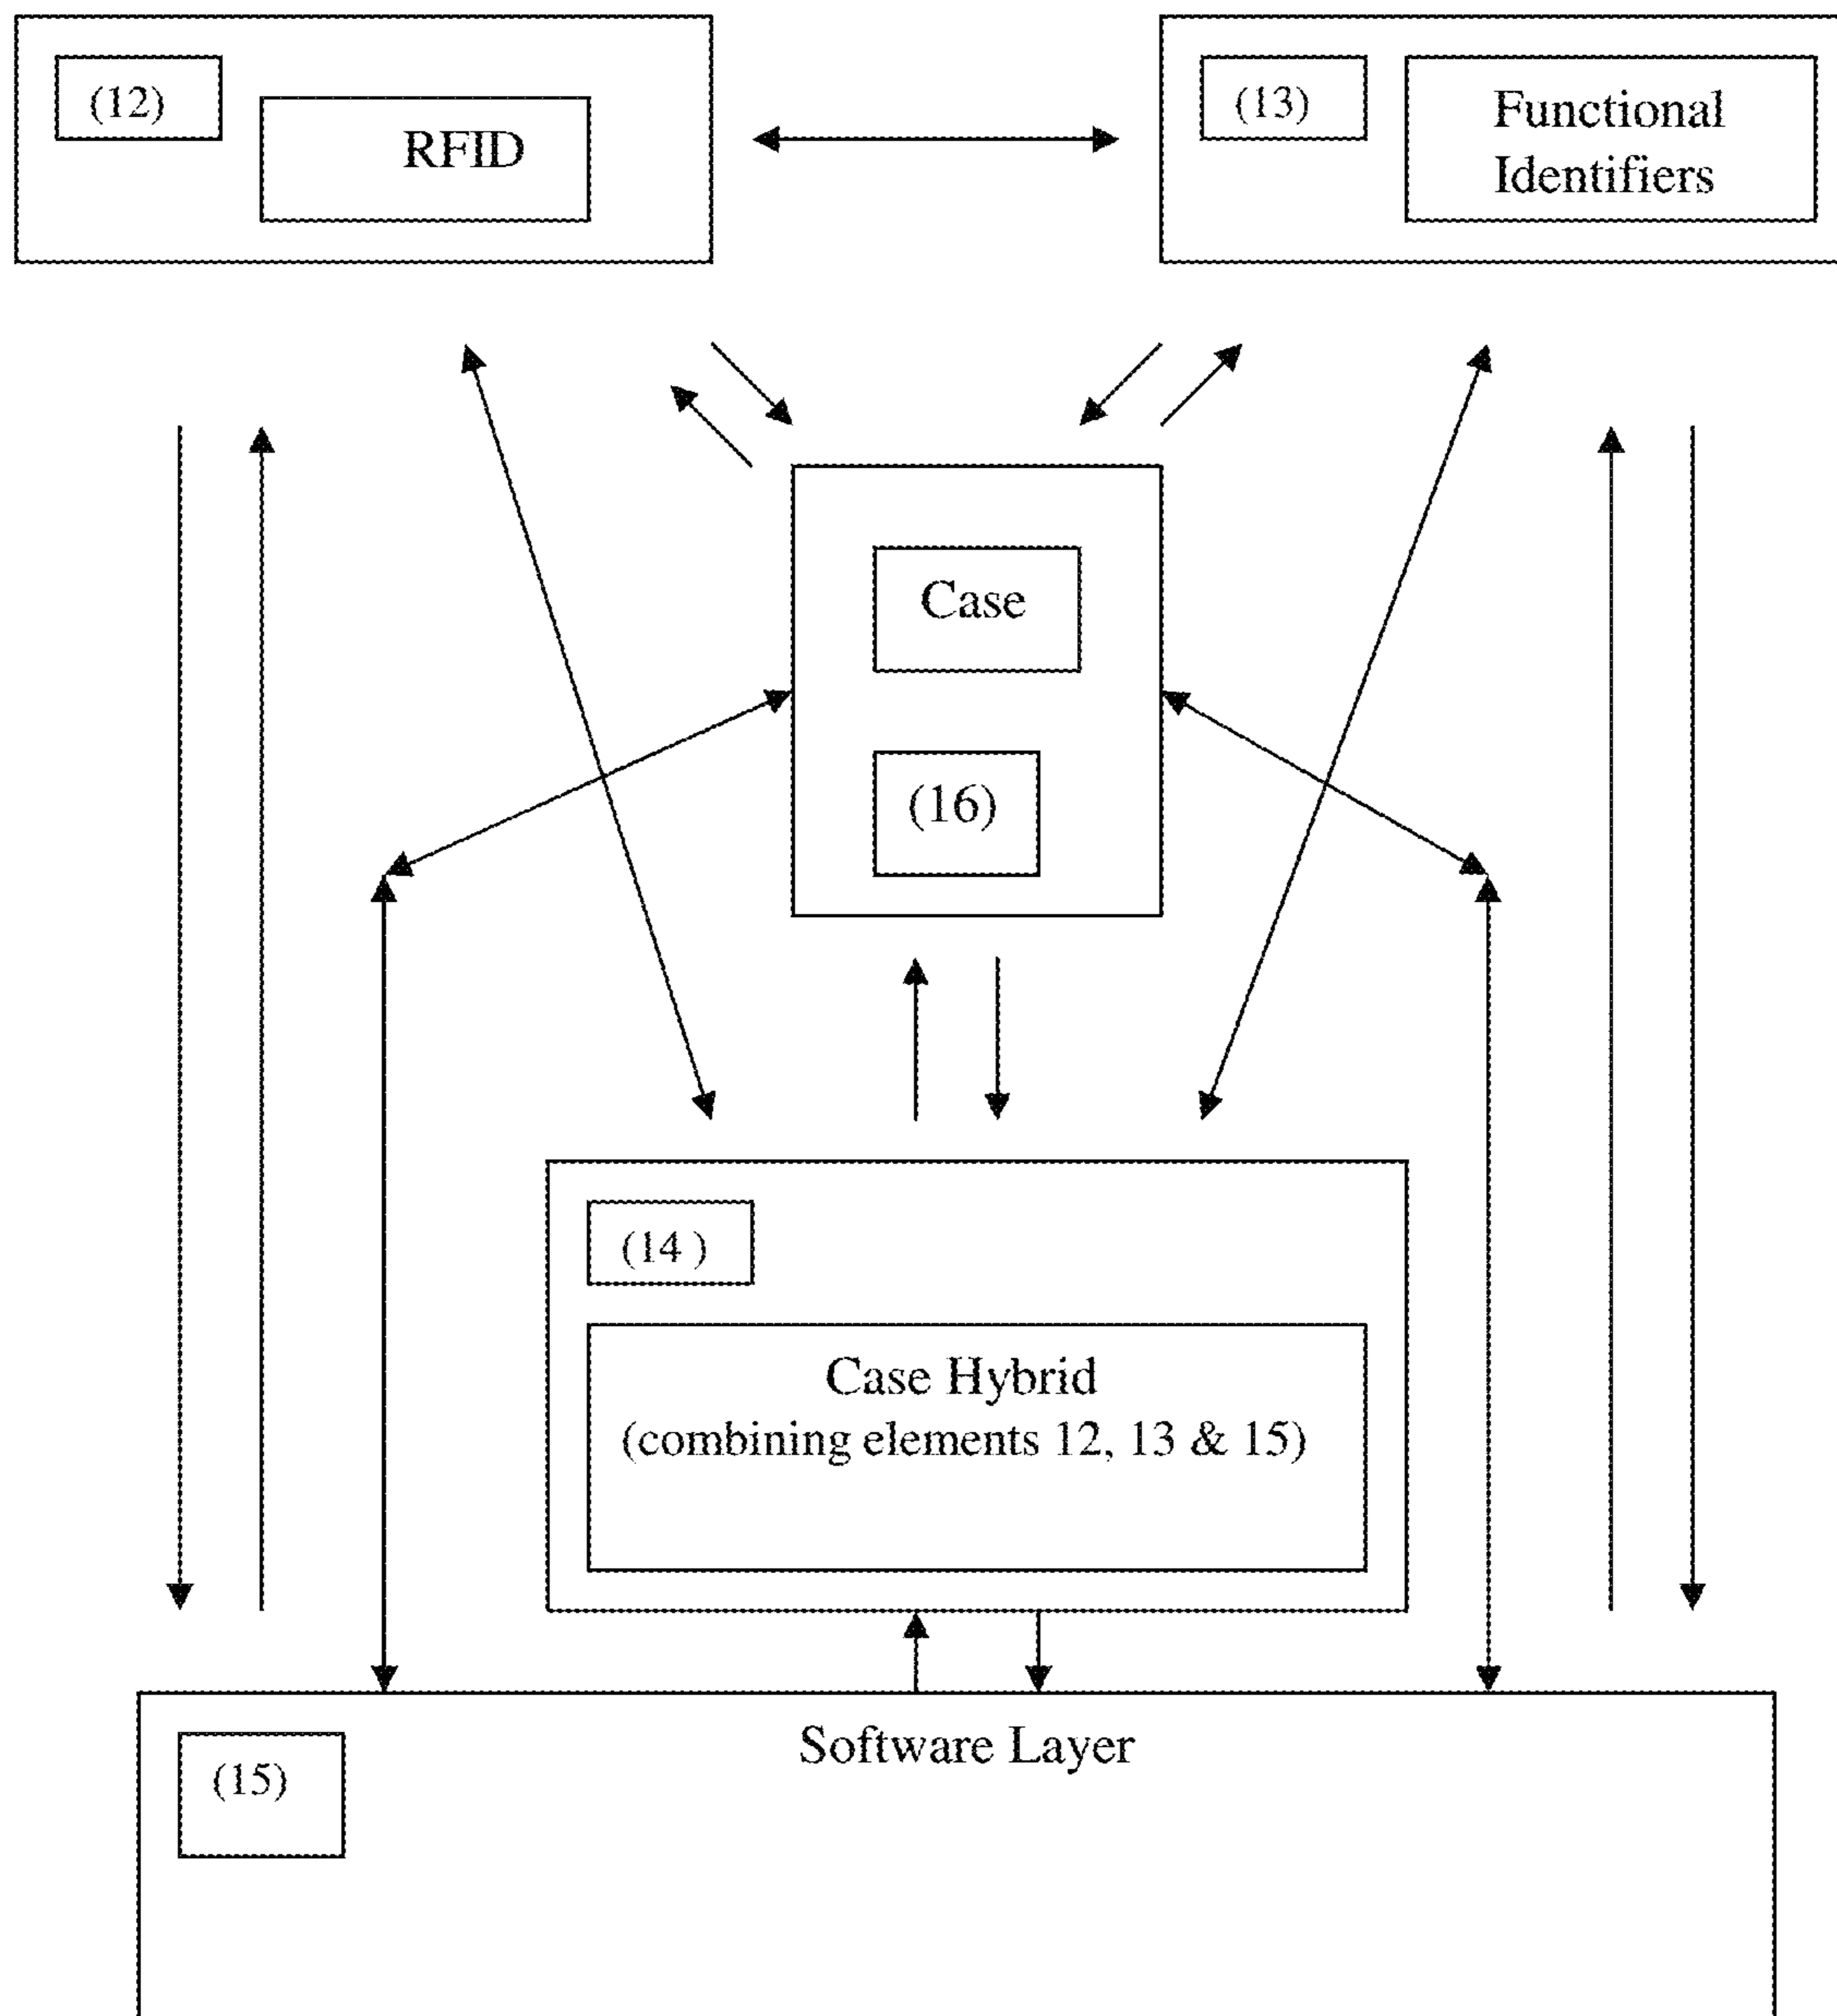 (12)
RFID
(13)
Functional
Identifiers
Case
(16)
(14 )
Case Hybrid
(combining elements 12, 13 & 15)
Software Layer
(15)